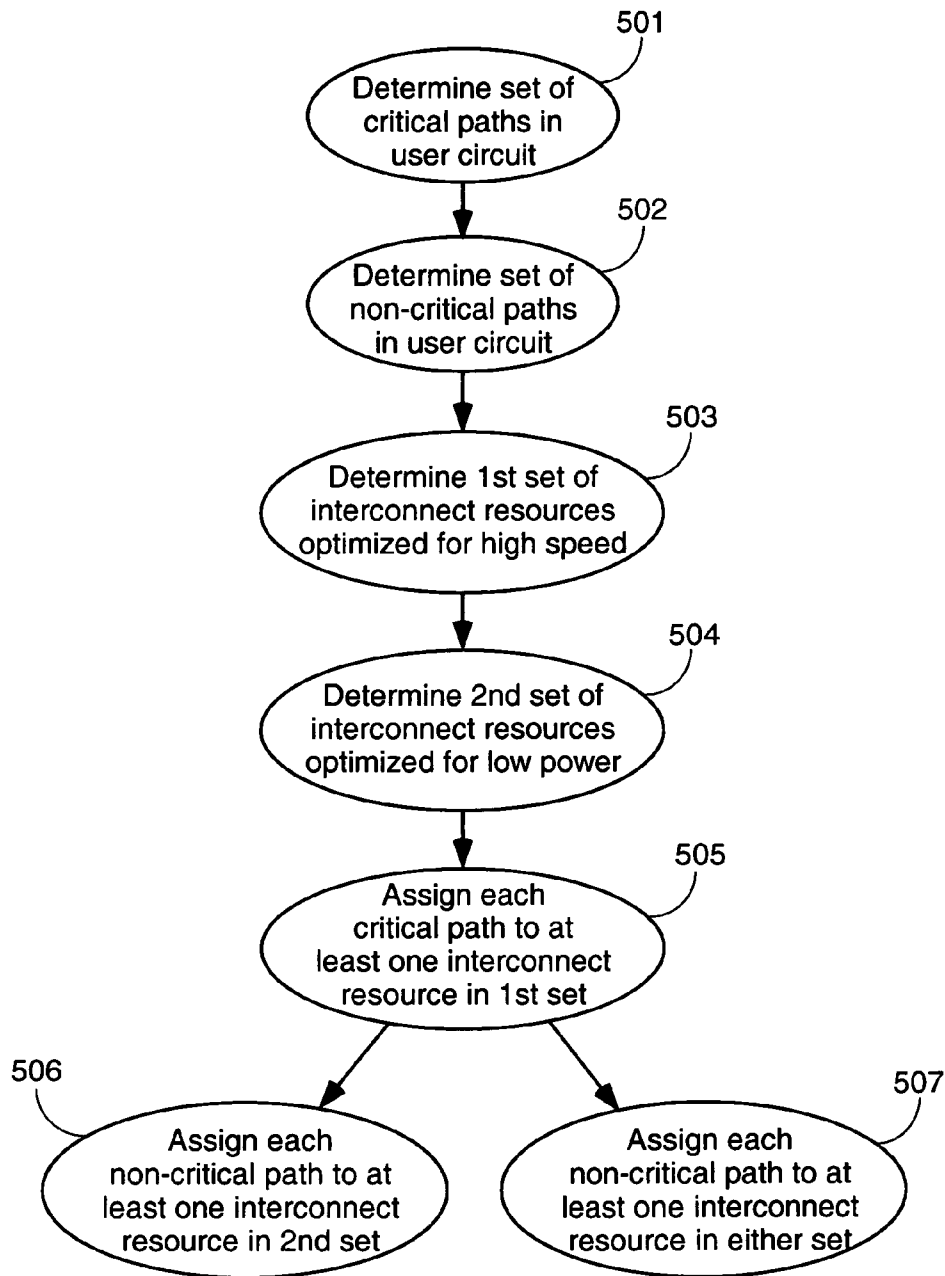 501
Determine set of
critical paths in
user circuit
502
Determine set of
non-critical paths
in user circuit
503
Determine 1st set of
interconnect resources
optimized for high speed
504
Determine 2nd set of
interconnect resources
optimized for low power
505
Assign each
critical path to at
least one interconnect
resource in 1st set
506
Assign each
non-critical path to at
least one interconnect
resource in 2nd set
507
Assign each
non-critical path to at
least one interconnect
resource in either set